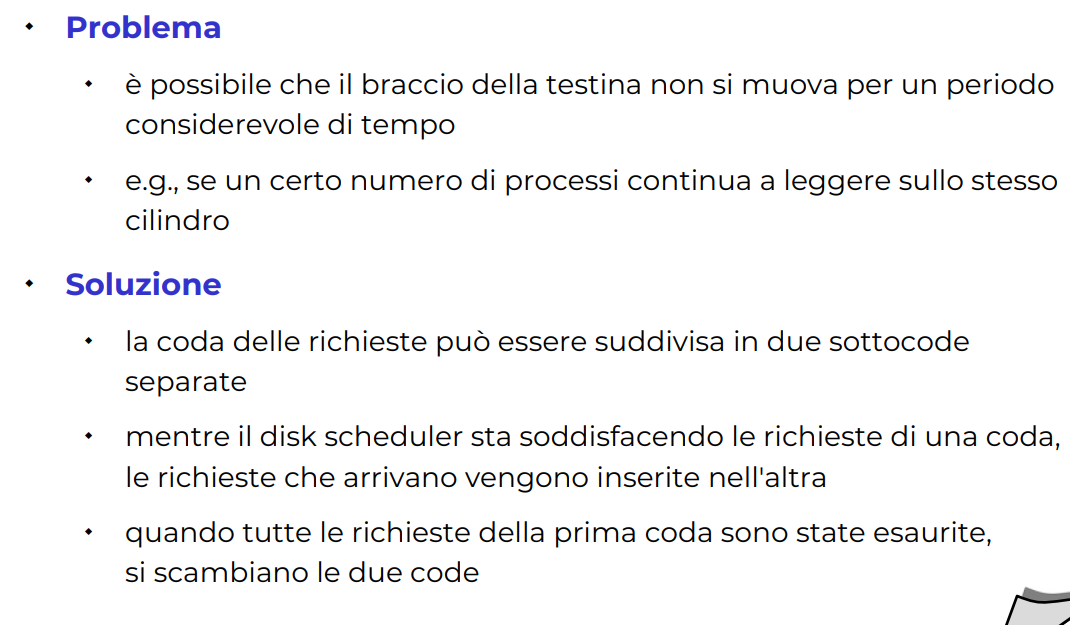 Problema
è possibile che il braccio della testina non si muova per un periodo
considerevole di tempo
e.g., se un certo numero di processi continua a leggere sullo stesso
cilindro
Soluzione
la coda delle richieste può essere suddivisa in due sottocode
separate
mentre il disk scheduler sta soddisfacendo le richieste di una coda,
le richieste che arrivano vengono inserite nell'altra
quando tutte le richieste della prima coda sono state esaurite,
si scambiano le due code